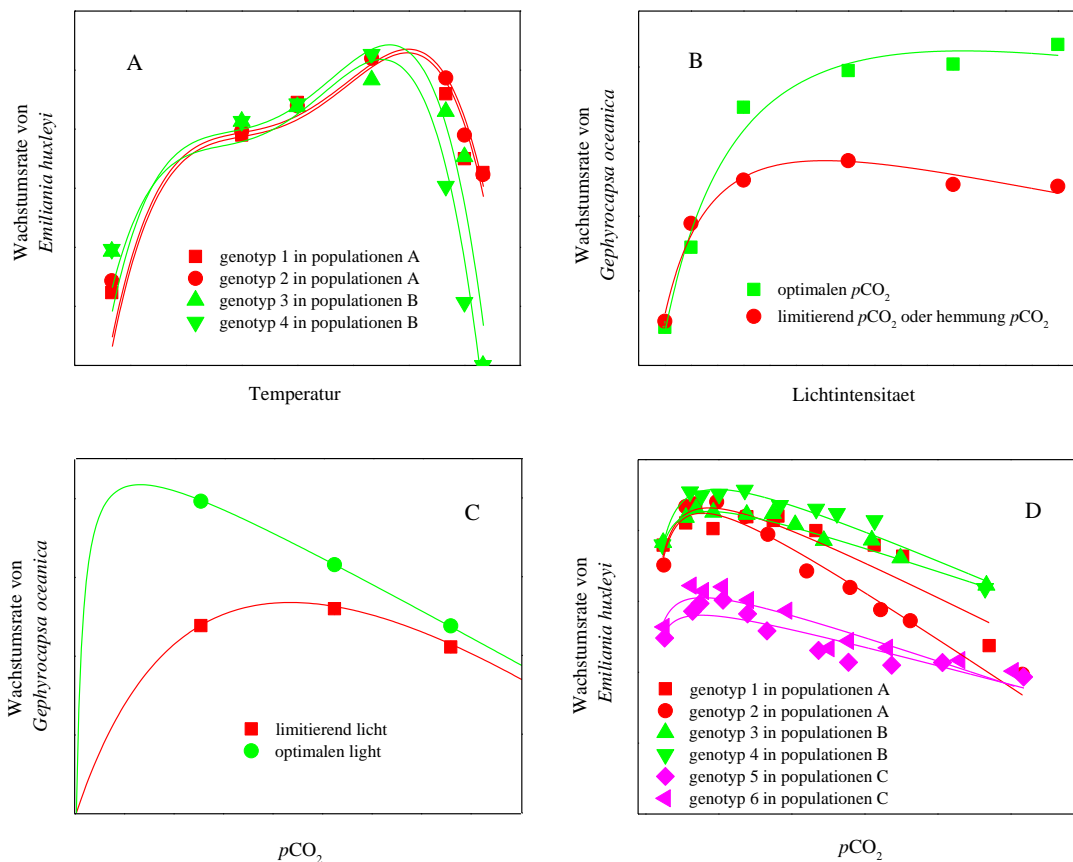 A
Wachstumsrate von
Emiliania huxleyi
genotyp 1 in populationen A
genotyp 2 in populationen A
genotyp 3 in populationen B
genotyp 4 in populationen B
Temperatur
B
Wachstumsrate von
Gephyrocapsa oceanica
optimalen pCO₂
limitierend pCO₂ oder hemmung pCO₂
Lichtintensitaet
C
Wachstumsrate von
Gephyrocapsa oceanica
limitierend licht
optimalen light
pCO₂
D
Wachstumsrate von
Emiliania huxleyi
genotyp 1 in populationen A
genotyp 2 in populationen A
genotyp 3 in populationen B
genotyp 4 in populationen B
genotyp 5 in populationen C
genotyp 6 in populationen C
pCO₂